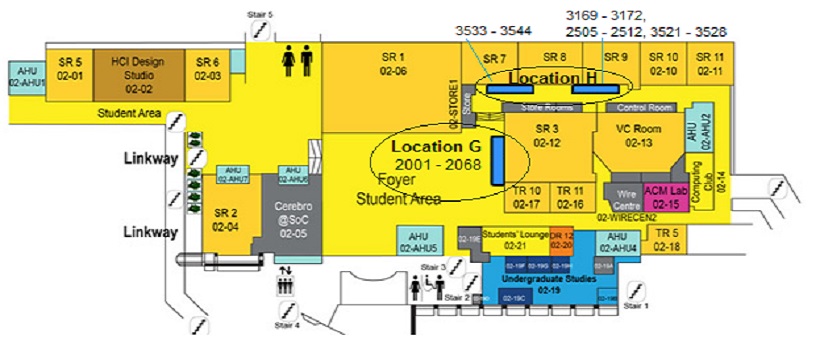 Stair 5
3533 - 3544
3169 - 3172,
2505 - 2512, 3521 - 3528
SR 5
02-01
HCI Design
Studio
02-02
SR 6
02-03
AHU
02-AHU1
SR 1
02-06
SR 7
SR 8
SR 9
SR 10
02-10
SR 11
02-11
Location H
02-STORE1
Store
Store Rooms
Control Room
Student Area
Linkway
Linkway
Location G
2001 - 2068
Foyer
Student Area
SR 3
02-12
VC Room
02-13
AHU
02-AHU2
Computing
Club
02-14
AHU
02-AHU7
AHU
02-AHU6
SR 2
02-04
Cerebro
@SoC
02-05
TR 10
02-17
TR 11
02-16
Wire
Centre
ACM Lab
02-15
02-WIRECEN2
AHU
02-AHU5
02-19E
Students' Lounge
02-21
DR 12
02-20
AHU
02-AHU4
TR 5
02-18
02-19F
02-19G
02-19H
02-19A
Undergraduate Studies
02-19
02-19C
02-19B
Stair 3
Stair 2
Stair 1
Stair 4